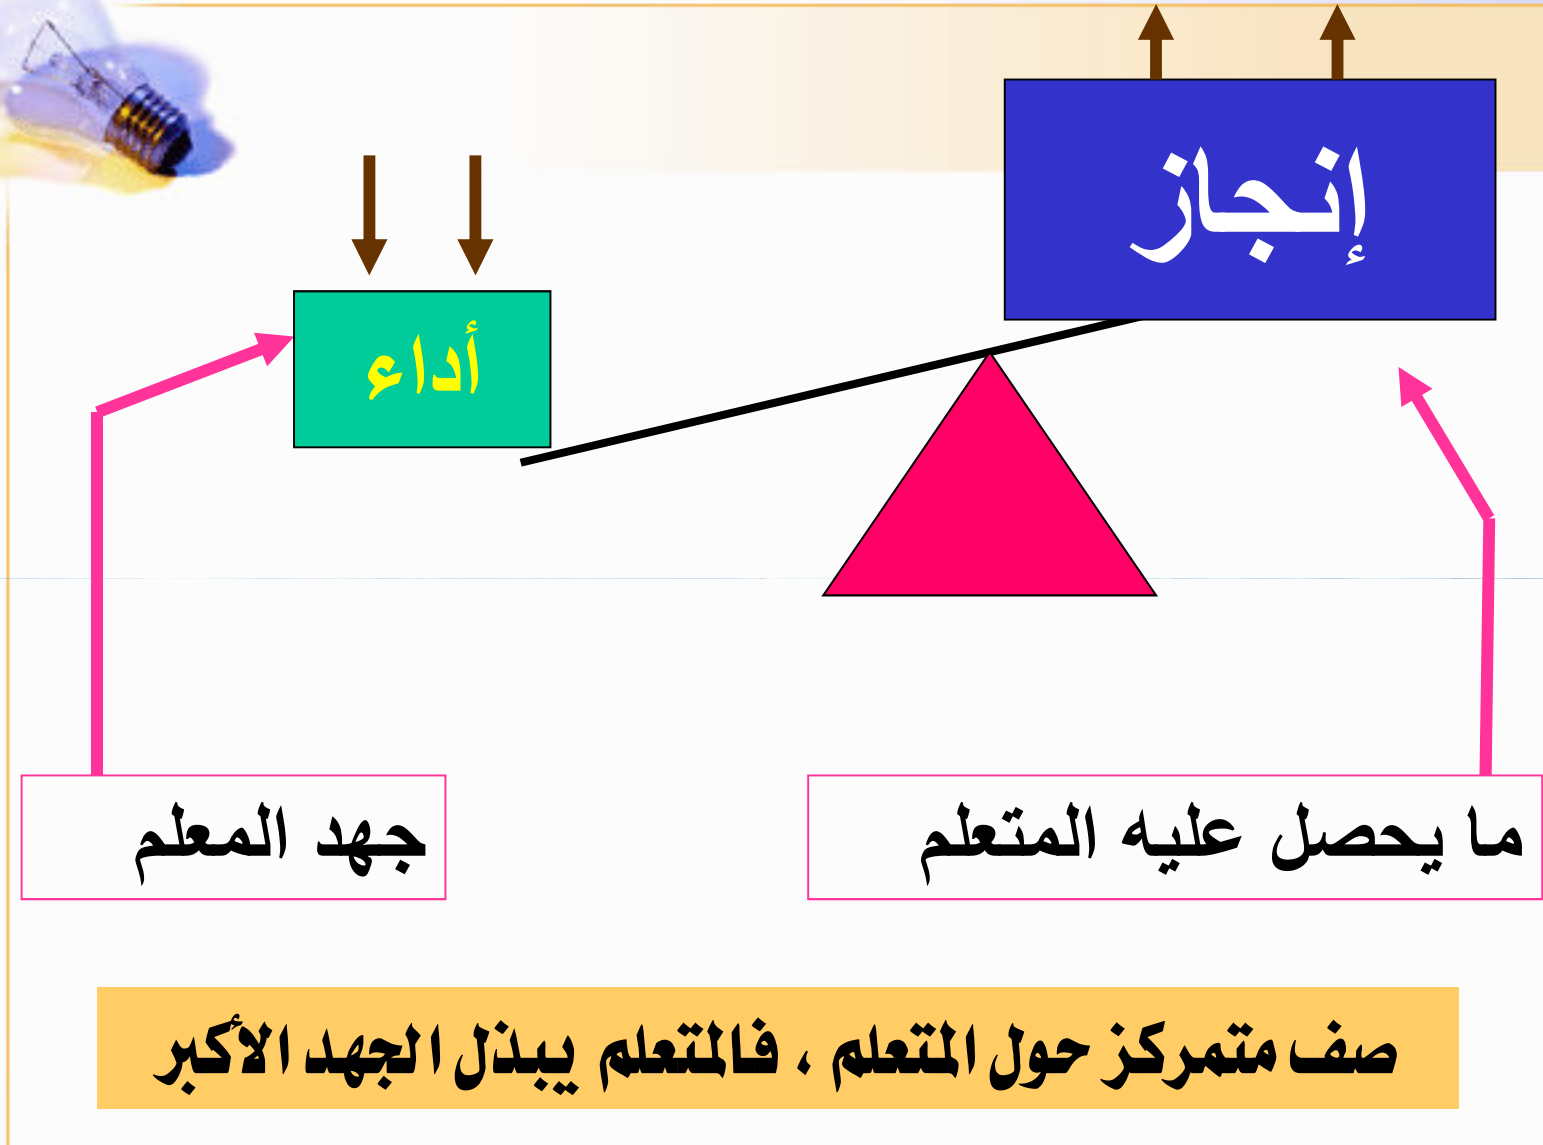 إنجاز
أداء
ما يحصل عليه المتعلم
جهد المعلم
صف متمركز حول المتعلم ، فالمتعلم يبذل الجهد الأكبر